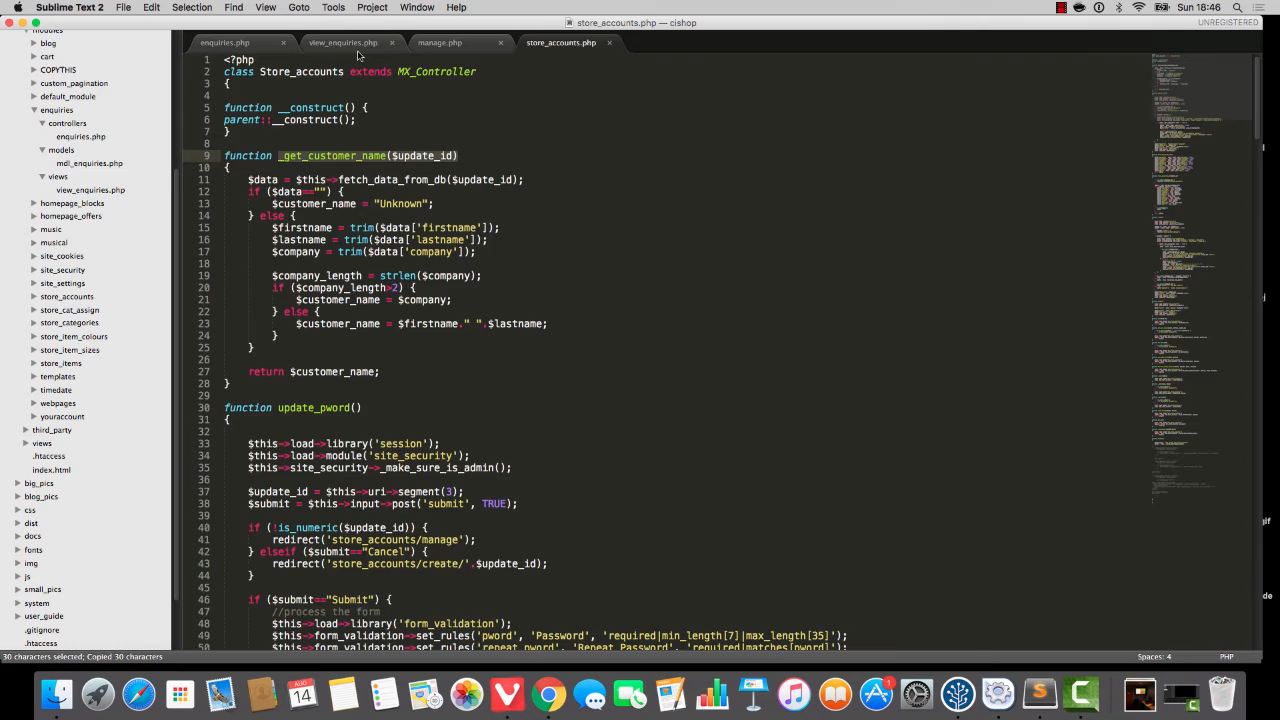 Sublime Text 2 File Edit Selection Find View Goto Tools Project Window Help Sun 18:46
store_accounts.php — cishop UNREGISTERED
enquiries.php × view_enquiries.php × manage.php × store_accounts.php ×
modules
blog
cart
COPYTHIS
custom_pagination
default_module
enquiries
controllers
enquiries.php
models
mdl_enquiries.php
views
view_enquiries.php
homepage_blocks
homepage_offers
music
musical
site_cookies
site_security
site_settings
store_accounts
store_cat_assign
store_categories
store_item_colours
store_item_sizes
store_items
templates
timedate
webpages
youraccount
third_party
views
.htaccess
index.html
big_pics
blog_pics
css
dist
docs
fonts
img
js
small_pics
system
user_guide
.gitignore
.htaccess
1 <?php
2 class Store_accounts extends MX_Controller
3 {
4
5 function __construct() {
6 parent::__construct();
7 }
8
9 function _get_customer_name($update_id)
10 {
11 $data = $this->fetch_data_from_db($update_id);
12 if ($data=="") {
13 $customer_name = "Unknown";
14 } else {
15 $firstname = trim($data['firstname']);
16 $lastname = trim($data['lastname']);
17 $company = trim($data['company']);
18
19 $company_length = strlen($company);
20 if ($company_length>2) {
21 $customer_name = $company;
22 } else {
23 $customer_name = $firstname." ".$lastname;
24 }
25 }
26
27 return $customer_name;
28 }
29
30 function update_pword()
31 {
32
33 $this->load->library('session');
34 $this->load->module('site_security');
35 $this->site_security->_make_sure_is_admin();
36
37 $update_id = $this->uri->segment(3);
38 $submit = $this->input->post('submit', TRUE);
39
40 if (!is_numeric($update_id)) {
41 redirect('store_accounts/manage');
42 } elseif ($submit=="Cancel") {
43 redirect('store_accounts/create/'.$update_id);
44 }
45
46 if ($submit=="Submit") {
47 //process the form
48 $this->load->library('form_validation');
49 $this->form_validation->set_rules('pword', 'Password', 'required|min_length[7]|max_length[35]');
50 $this->form_validation->set_rules('repeat_pword', 'Repeat Password', 'required|matches[pword]');
30 characters selected; Copied 30 characters Spaces: 4 PHP
AUG
14
1